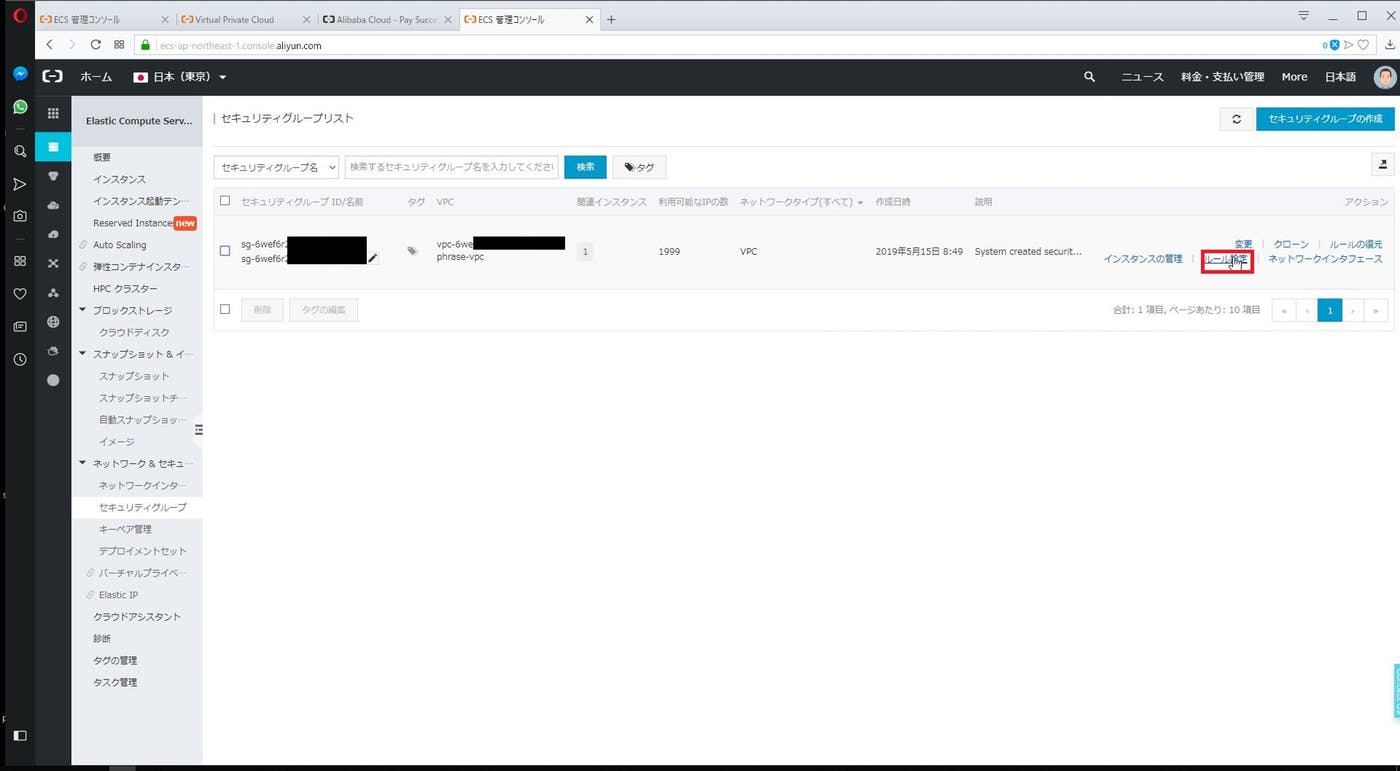 ECS 管理コンソール
Virtual Private Cloud
Alibaba Cloud - Pay Succe
ECS 管理コンソール
ecs-ap-northeast-1.console.aliyun.com
0
ホーム
日本（東京）
ニュース
料金・支払い管理
More
日本語
Elastic Compute Serv...
概要
インスタンス
インスタンス起動テン…
Reserved Instance
new
Auto Scaling
弾性コンテナインスタ…
HPC クラスター
ブロックストレージ
クラウドディスク
スナップショット & イ…
スナップショット
スナップショットチ…
自動スナップショッ…
イメージ
ネットワーク & セキュ…
ネットワークインタ…
セキュリティグループ
キーペア管理
デプロイメントセット
バーチャルプライベ…
Elastic IP
クラウドアシスタント
診断
タグの管理
タスク管理
セキュリティグループリスト
セキュリティグループの作成
セキュリティグループ名
検索するセキュリティグループ名を入力してくださ
検索
タグ
セキュリティグループ ID/名前
タグ
VPC
関連インスタンス
利用可能なIPの数
ネットワークタイプ(すべて)
作成日時
説明
アクション
sg-6wef6r
sg-6wef6r
vpc-6we
phrase-vpc
1
1999
VPC
2019年5月15日 8:49
System created securit...
変更 | クローン | ルールの復元
インスタンスの管理 | ルール設定 | ネットワークインタフェース
削除
タグの編集
合計: 1 項目, ページあたり: 10 項目
« ‹ 1 › »